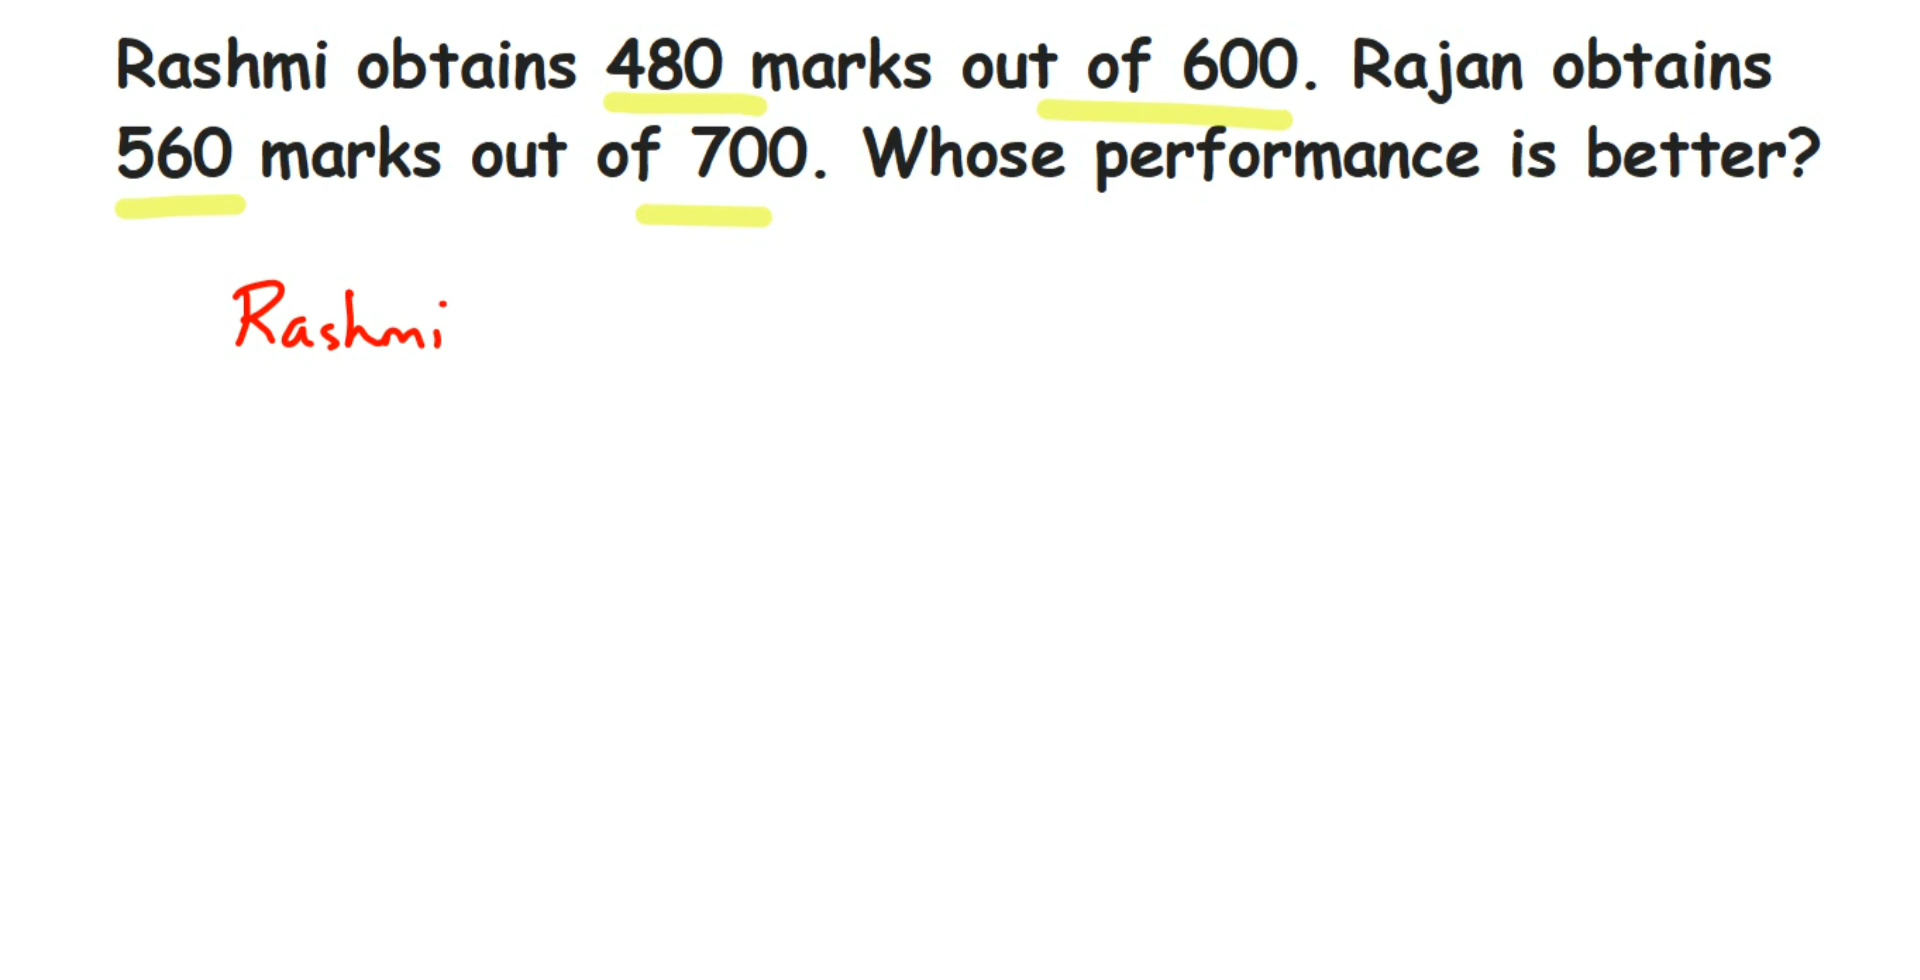 Rashmi obtains 480 marks out of 600. Rajan obtains
560 marks out of 700. Whose performance is better?
Rashmi